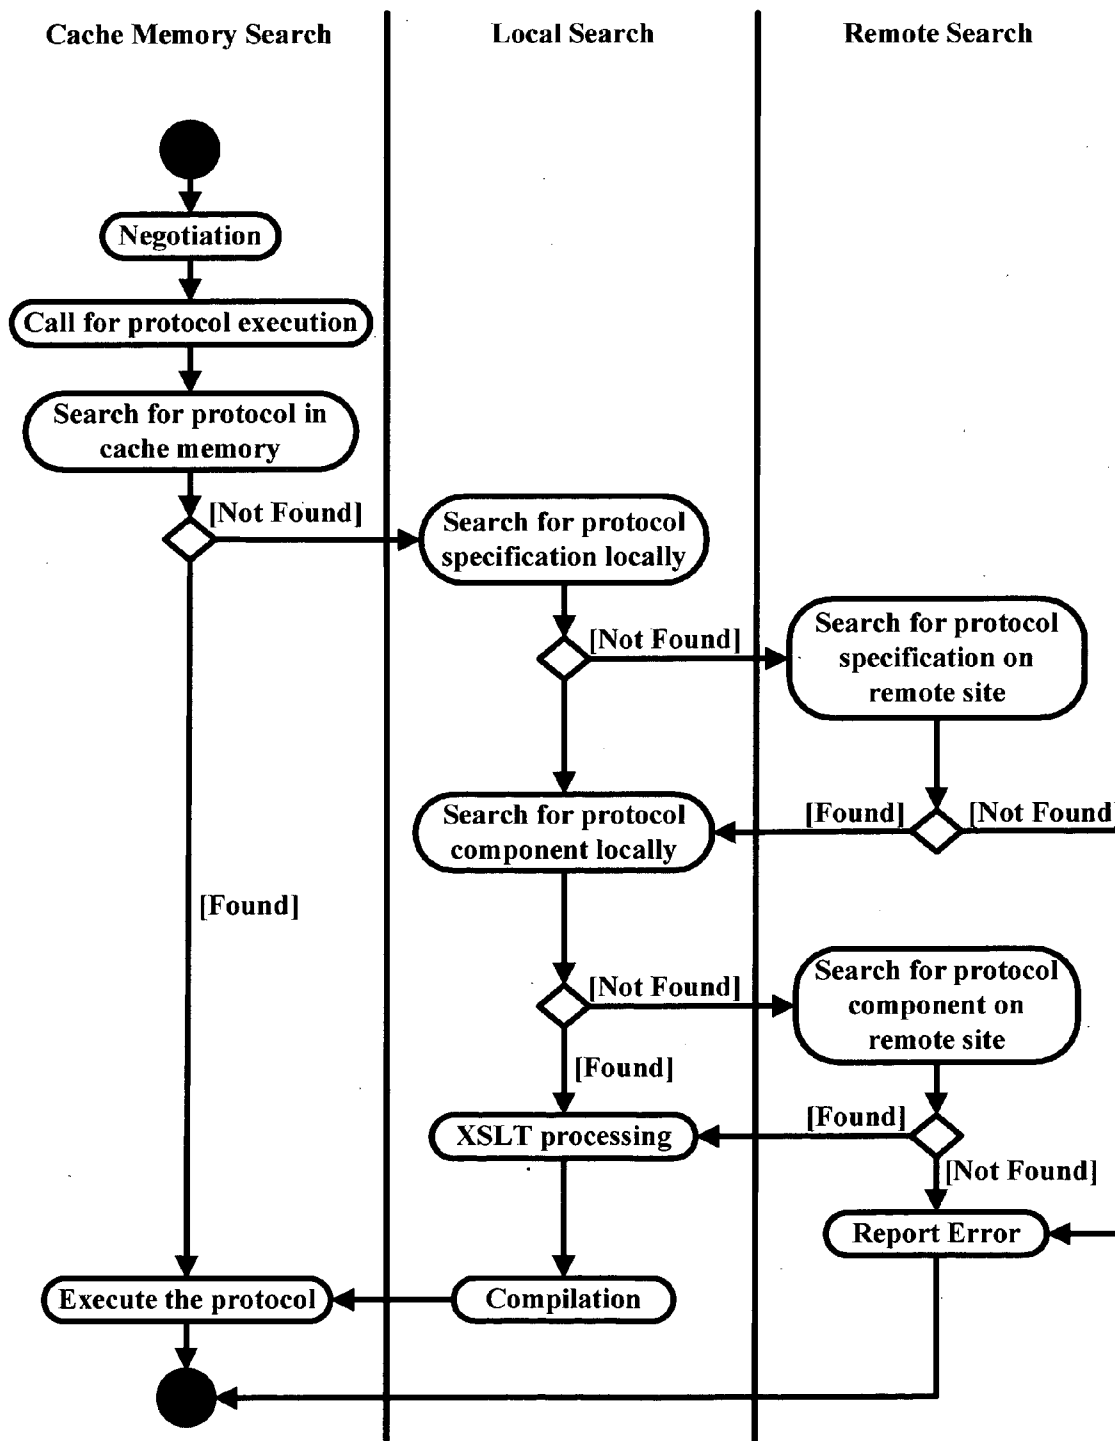 Cache Memory Search
Local Search
Remote Search
Negotiation
Call for protocol execution
Search for protocol in
cache memory
[Not Found]
Search for protocol
specification locally
[Not Found]
Search for protocol
specification on
remote site
Search for protocol
component locally
[Found]
[Not Found]
[Found]
[Not Found]
Search for protocol
component on
remote site
[Found]
XSLT processing
[Found]
[Not Found]
Report Error
Execute the protocol
Compilation